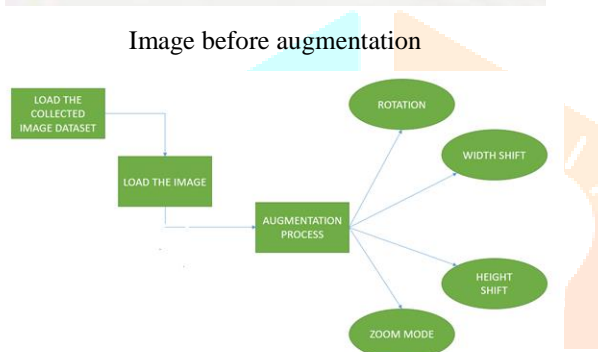 Image before augmentation
LOAD THE
COLLECTED
IMAGE DATASET
LOAD THE IMAGE
AUGMENTATION
PROCESS
ROTATION
WIDTH SHIFT
HEIGHT
SHIFT
ZOOM MODE